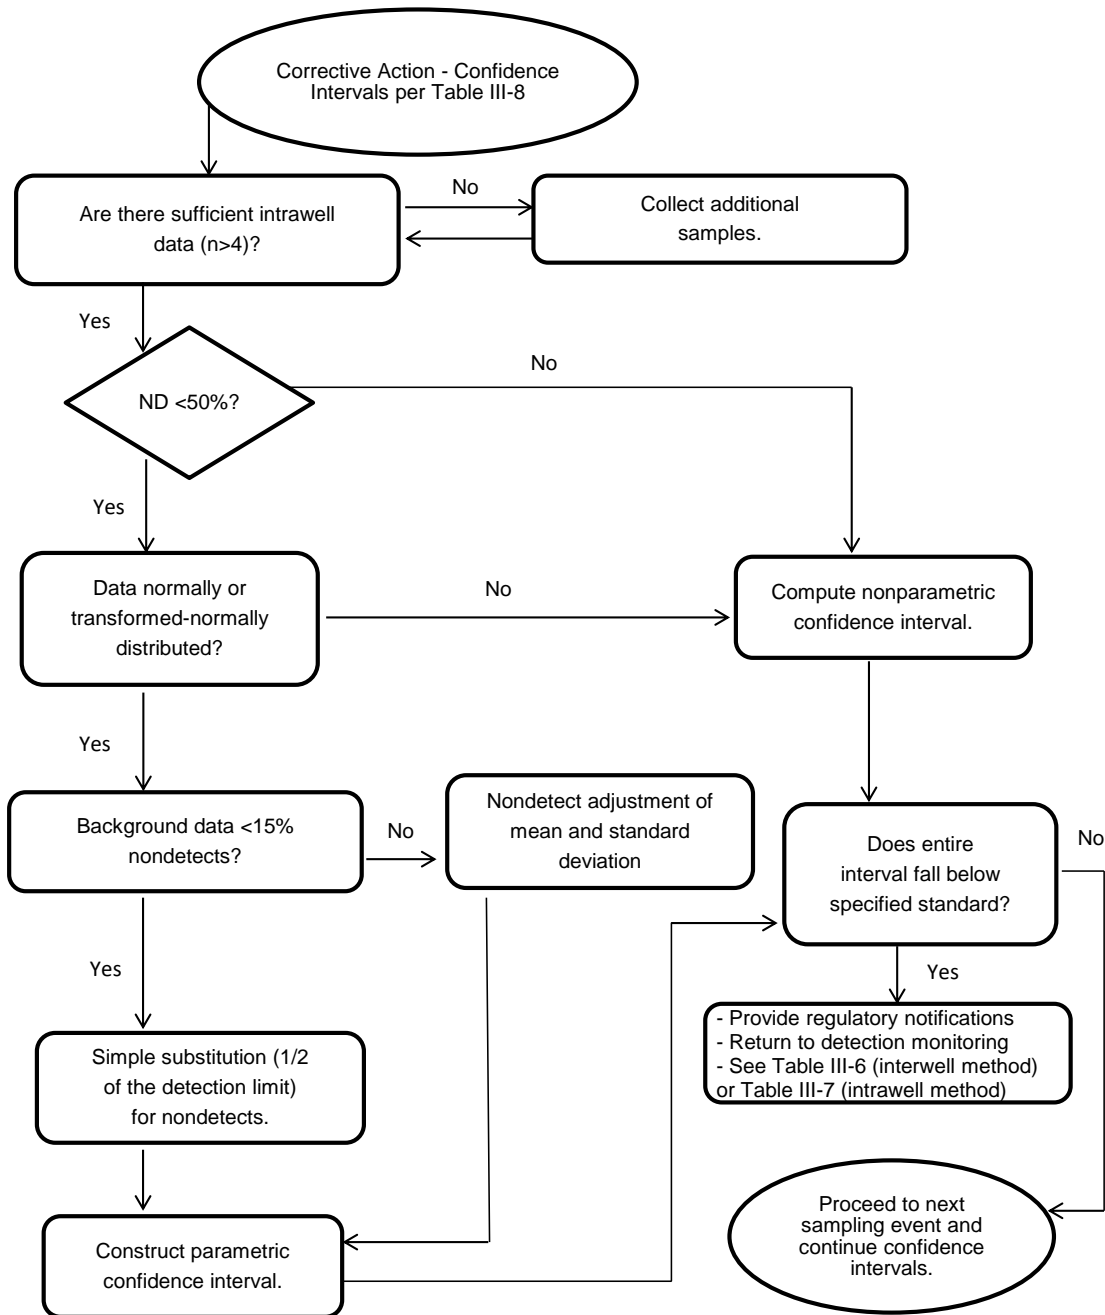 Corrective Action - Confidence
Intervals per Table III-8
No
Are there sufficient intrawell
data (n>4)?
Collect additional
samples.
Yes
No
ND <50%?
Yes
Data normally or
transformed-normally
distributed?
No
Compute nonparametric
confidence interval.
Yes
Background data <15%
nondetects?
No
Nondetect adjustment of
mean and standard
deviation
Does entire
interval fall below
specified standard?
No
Yes
Yes
- Provide regulatory notifications
- Return to detection monitoring
- See Table III-6 (interwell method)
or Table III-7 (intrawell method)
Simple substitution (1/2
of the detection limit)
for nondetects.
Construct parametric
confidence interval.
Proceed to next
sampling event and
continue confidence
intervals.